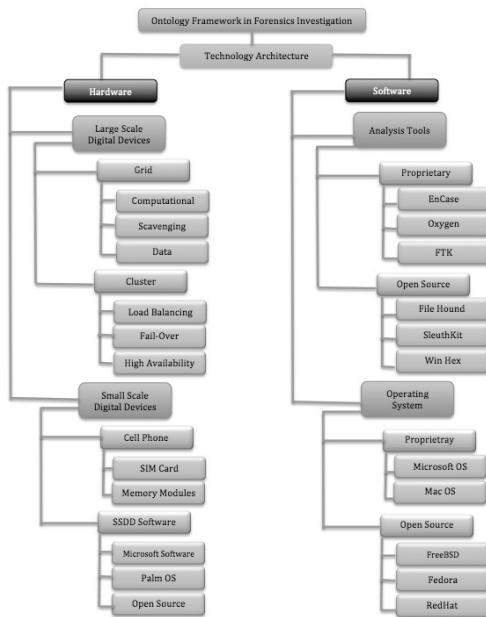 Ontology Framework in Forensics Investigation
Technology Architecture
Hardware
Large Scale
Digital Devices
Grid
Computational
Scavenging
Data
Cluster
Load Balancing
Fail-Over
High Availability
Small Scale
Digital Devices
Cell Phone
SIM Card
Memory Modules
SSDD Software
Microsoft Software
Palm OS
Open Source
Software
Analysis Tools
Proprietary
EnCase
Oxygen
FTK
Open Source
File Hound
SleuthKit
Win Hex
Operating
System
Proprietray
Microsoft OS
Mac OS
Open Source
FreeBSD
Fedora
RedHat